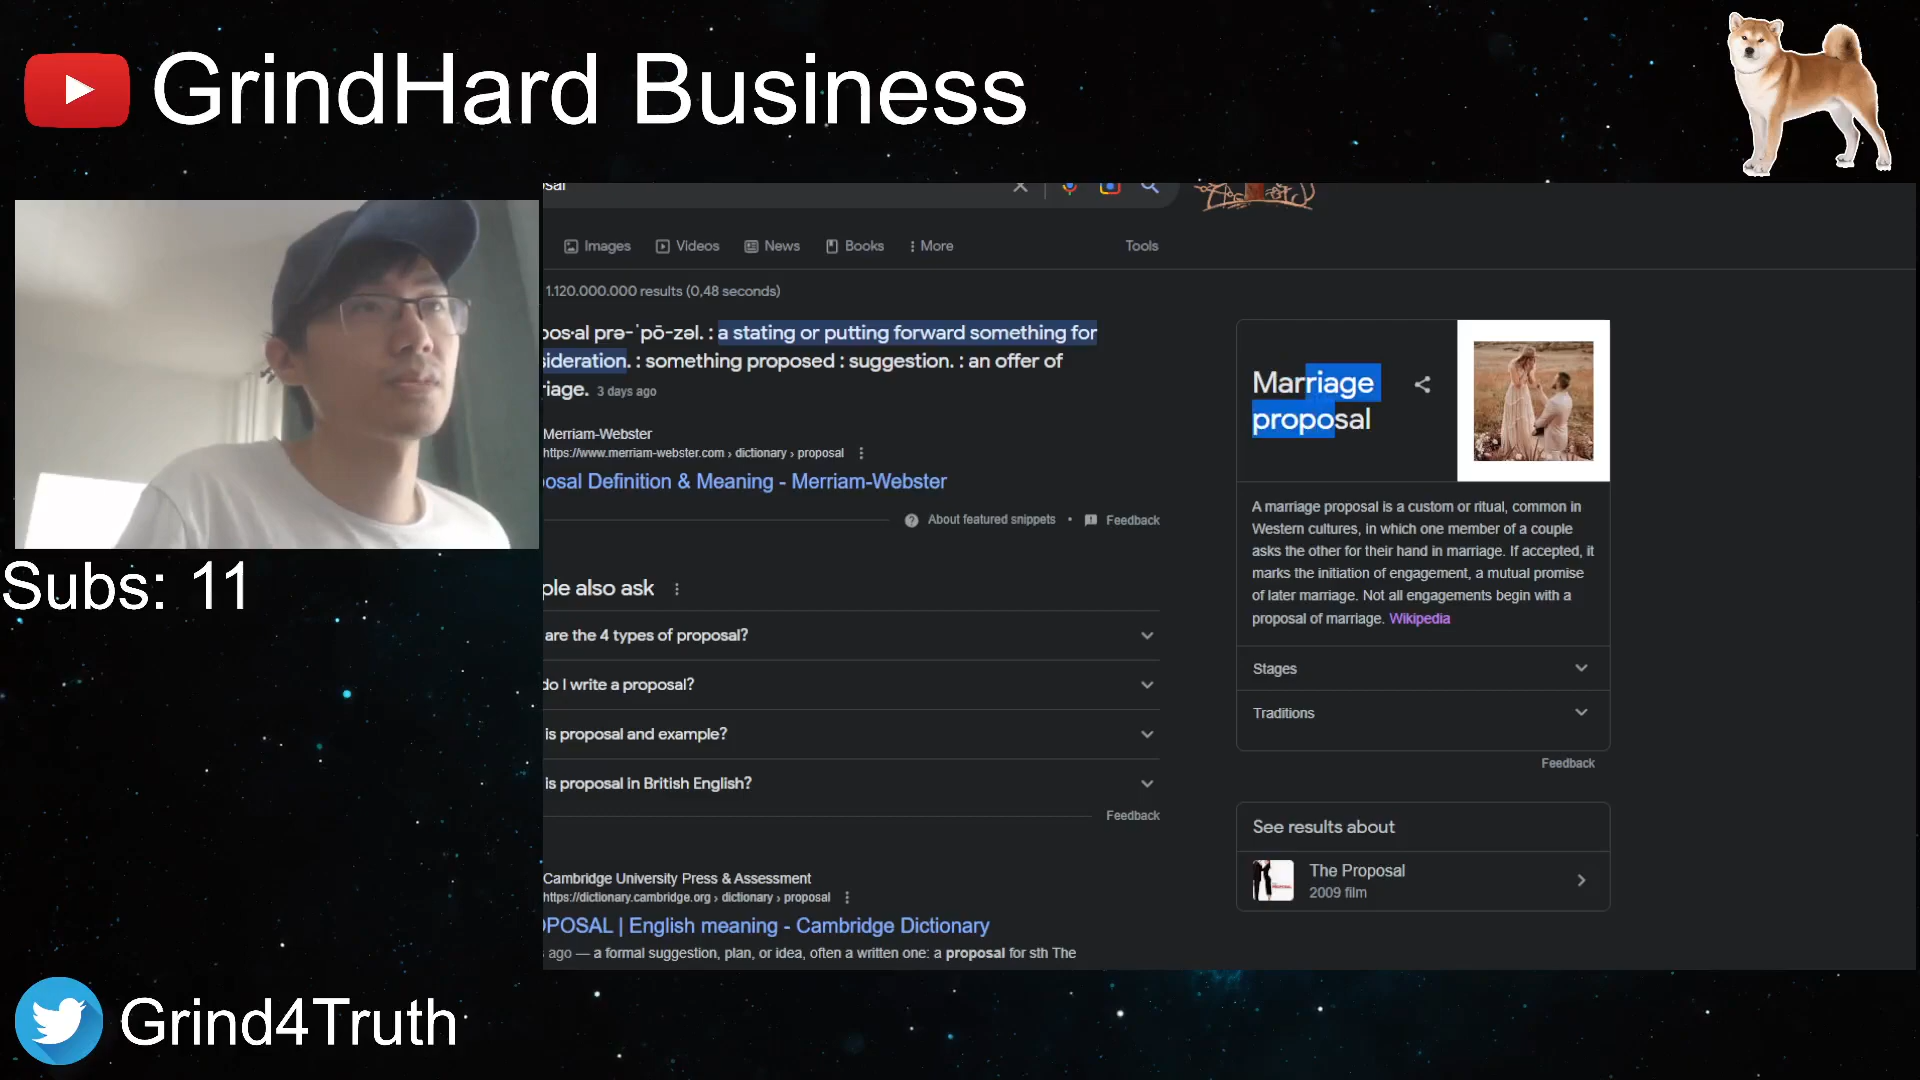 GrindHard Business
osal
Images
Videos
News
Books
More
Tools
1.120.000.000 results (0,48 seconds)
pos·al prə-ˈpō-zəl. : a stating or putting forward something for
sideration. : something proposed : suggestion. : an offer of
riage. 3 days ago
Merriam-Webster
https://www.merriam-webster.com › dictionary › proposal
osal Definition & Meaning - Merriam-Webster
About featured snippets • Feedback
ple also ask
are the 4 types of proposal?
do I write a proposal?
is proposal and example?
is proposal in British English?
Feedback
Cambridge University Press & Assessment
https://dictionary.cambridge.org › dictionary › proposal
OPOSAL | English meaning - Cambridge Dictionary
ago — a formal suggestion, plan, or idea, often a written one: a proposal for sth The
Marriage
proposal
A marriage proposal is a custom or ritual, common in
Western cultures, in which one member of a couple
asks the other for their hand in marriage. If accepted, it
marks the initiation of engagement, a mutual promise
of later marriage. Not all engagements begin with a
proposal of marriage. Wikipedia
Stages
Traditions
Feedback
See results about
The Proposal
2009 film
Subs: 11
Grind4Truth